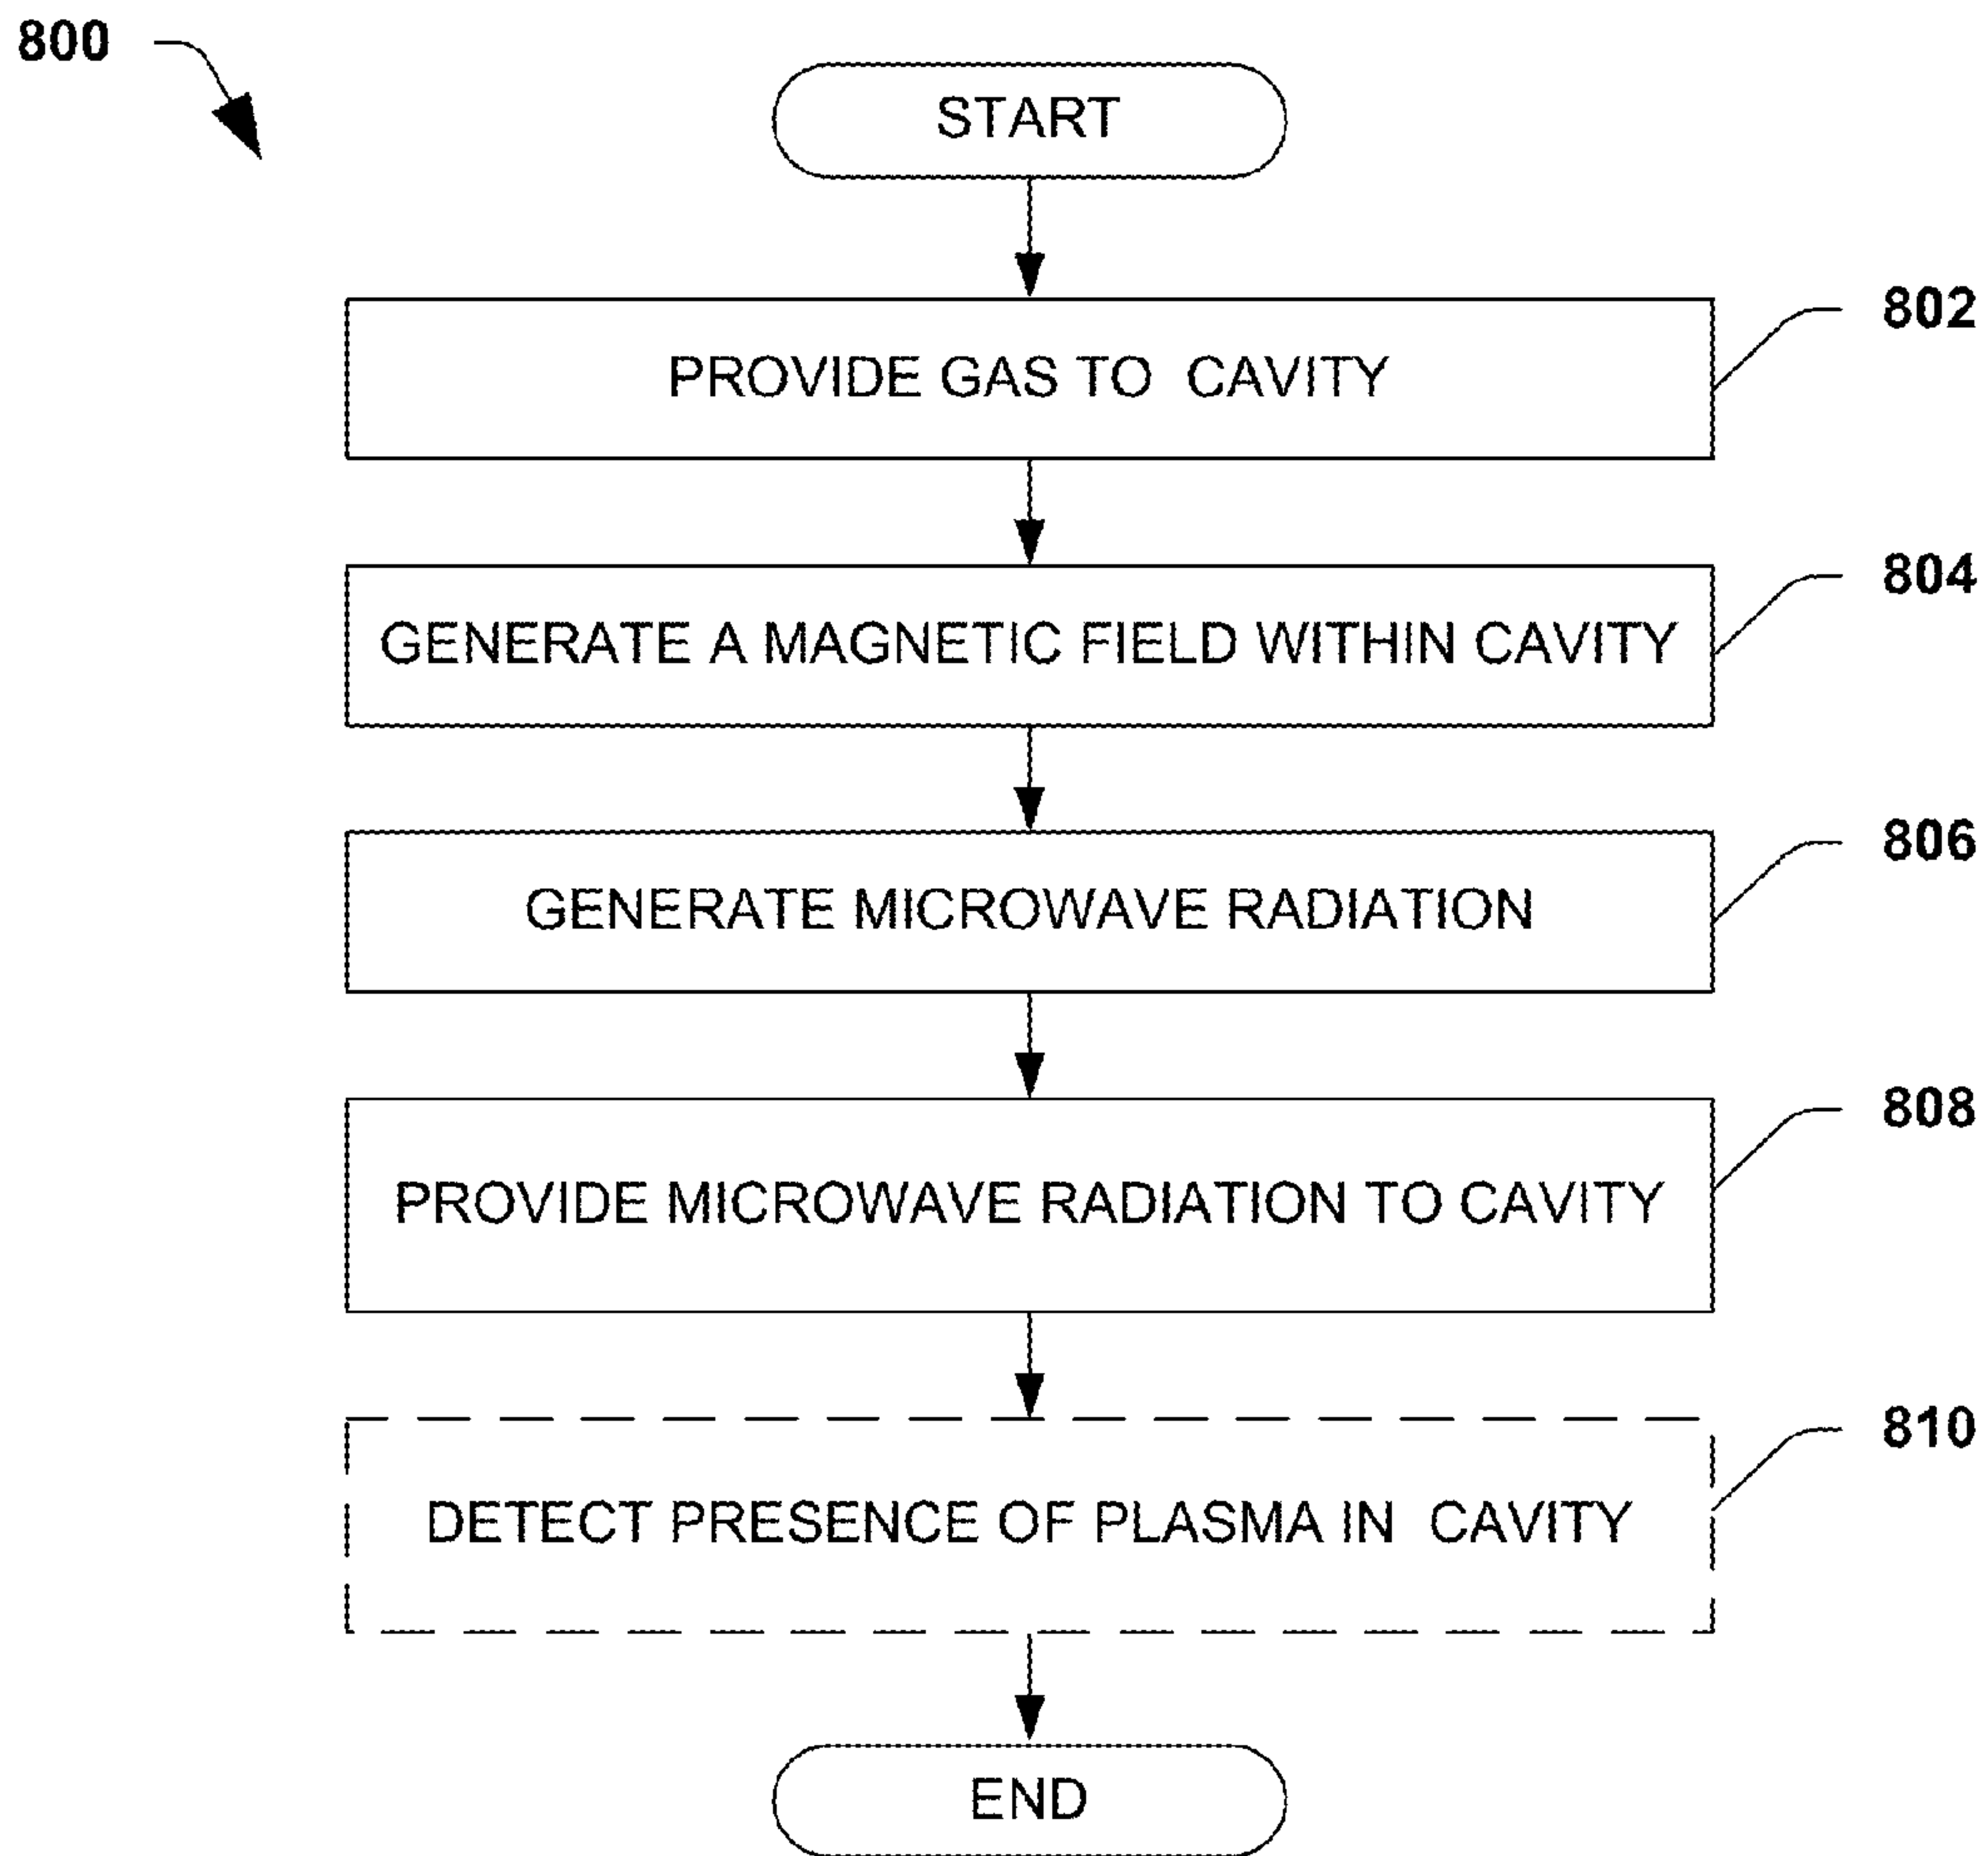 800
START
802
PROVIDE GAS TO CAVITY
804
GENERATE A MAGNETIC FIELD WITHIN CAVITY
806
GENERATE MICROWAVE RADIATION
808
PROVIDE MICROWAVE RADIATION TO CAVITY
810
DETECT PRESENCE OF PLASMA IN CAVITY
END